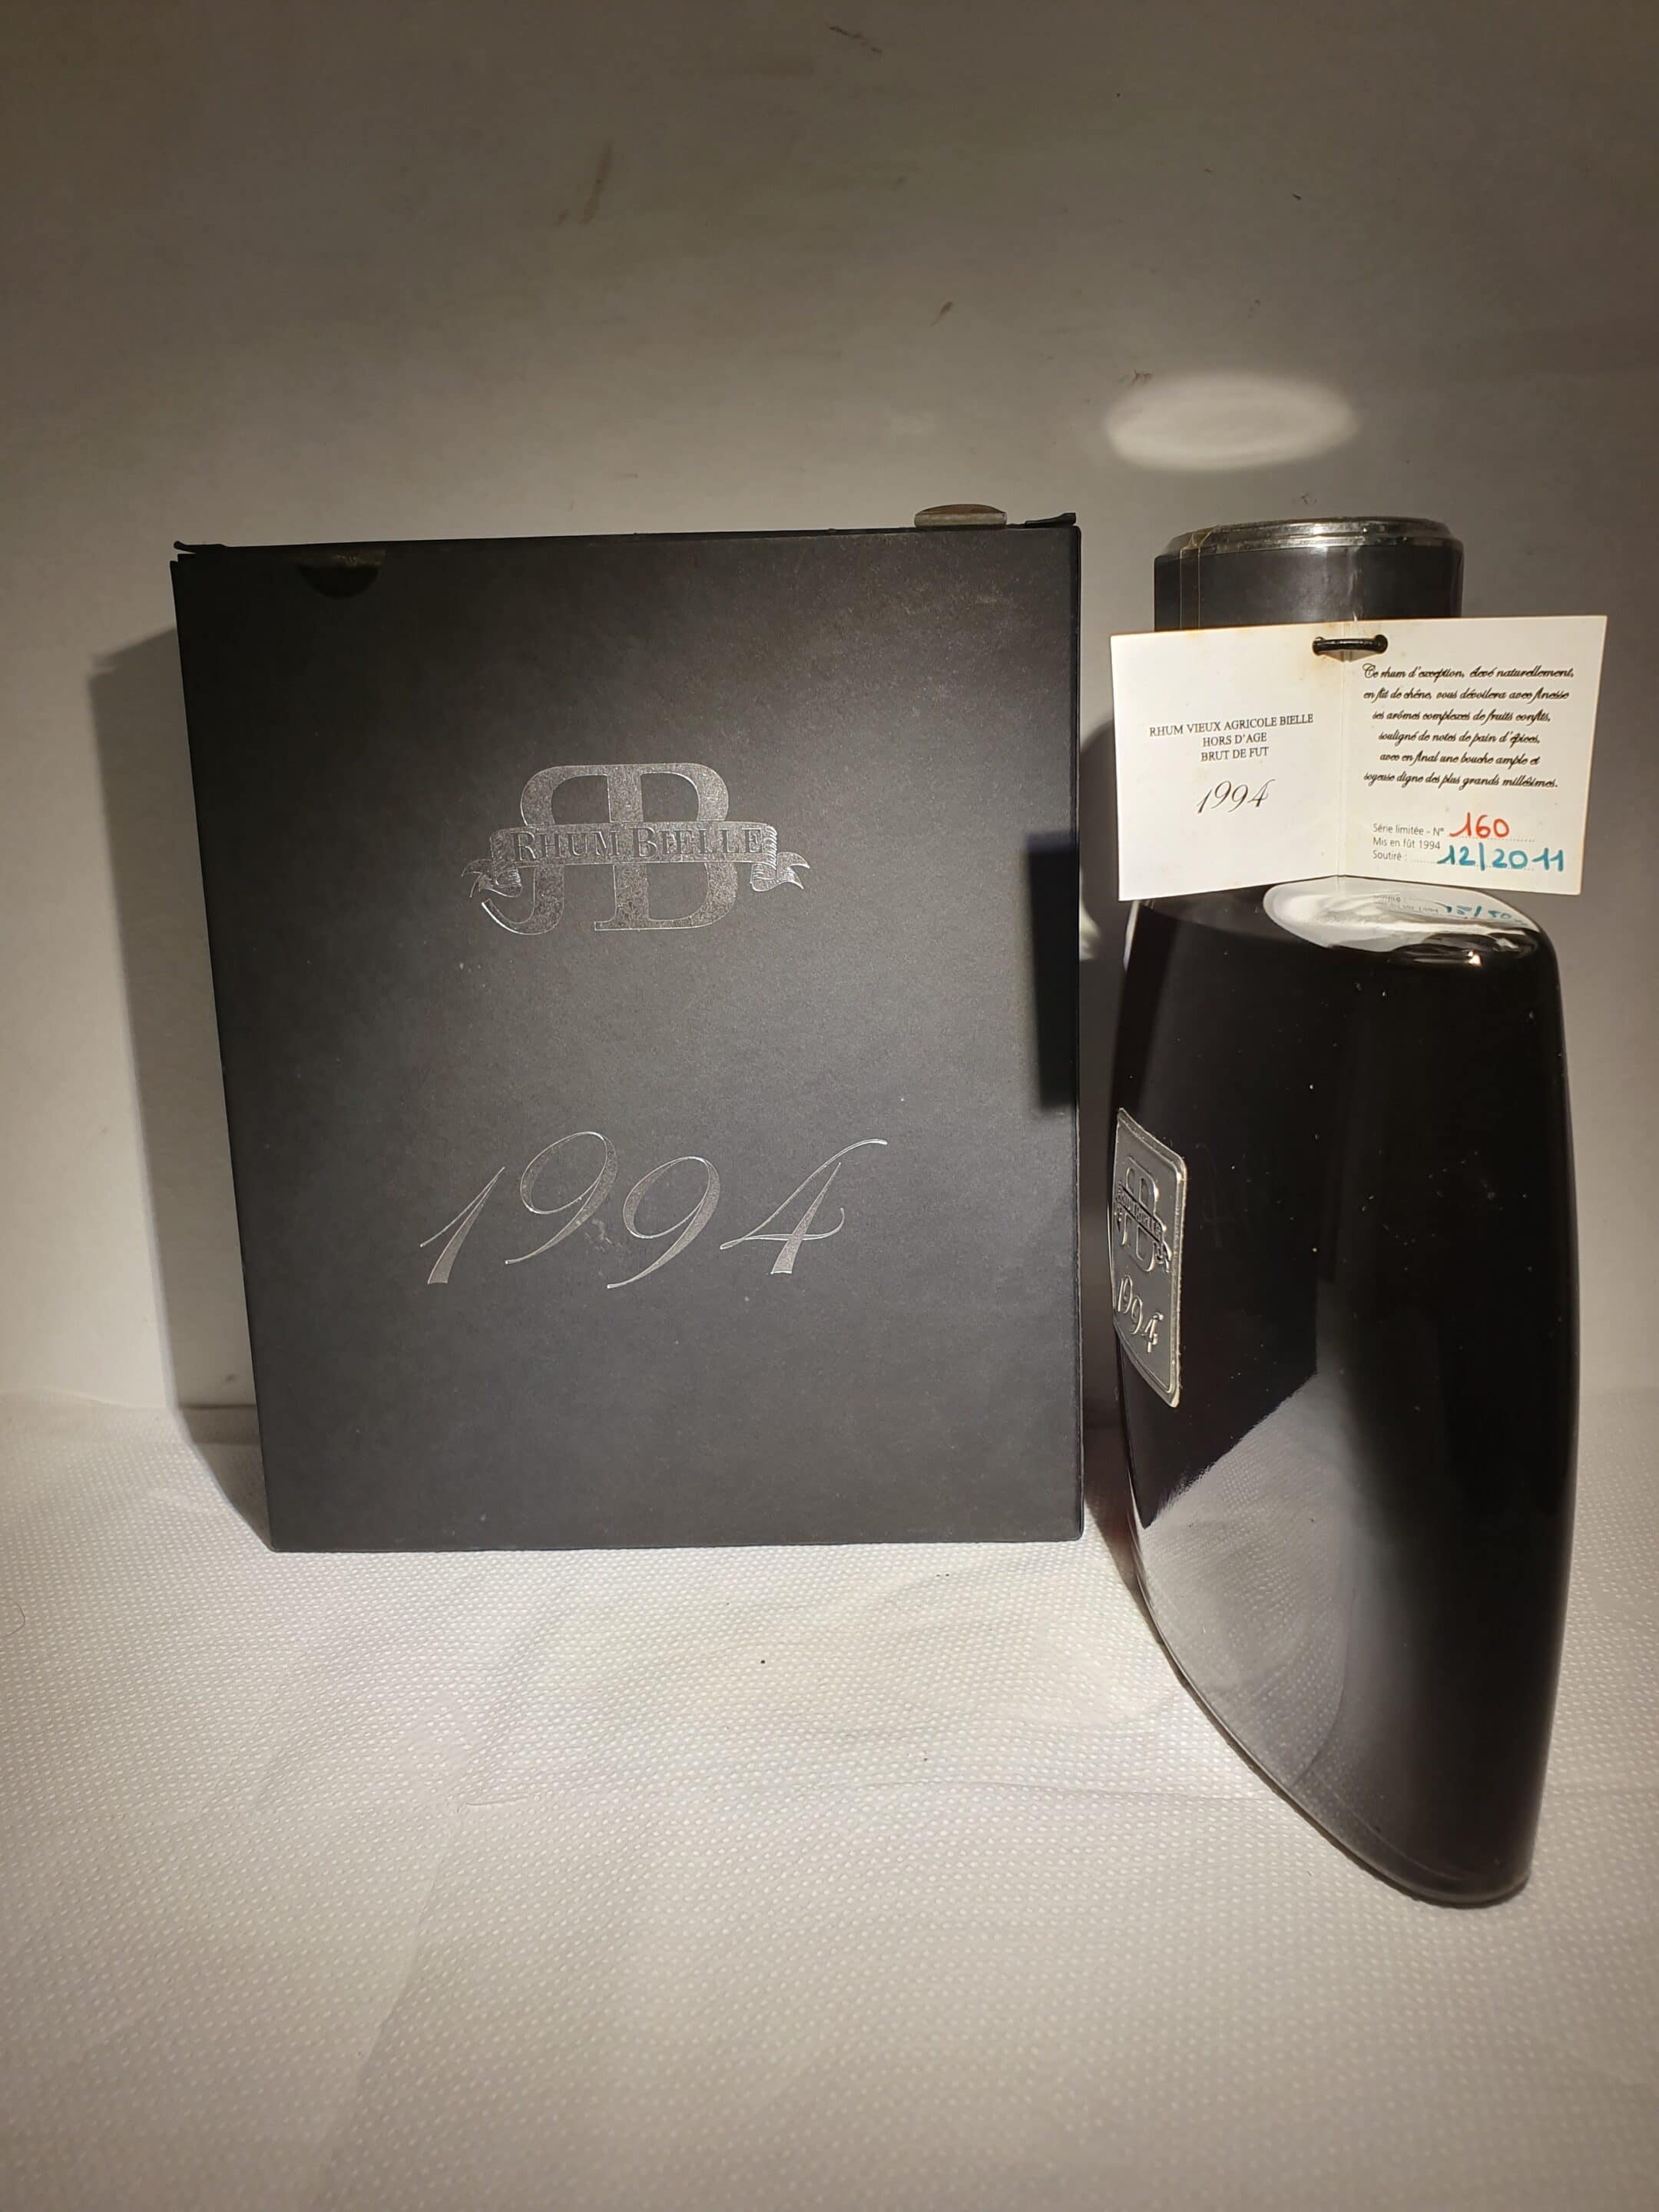 RHUM BIELLE
1994
RHUM VIEUX AGRICOLE BIELLE
HORS D'AGE
BRUT DE FUT
1994
Ce rhum d'exception, élevé naturellement,
en fût de chêne, vous dévoilera avec finesse
ses arômes complexes de fruits confits,
souligné de notes de pain d'épices,
avec en final une bouche ample et
soyeuse digne des plus grands millésimes.
Série limitée - N° 160
Mis en fût 1994
Soutiré : 12/2011
RHUM BIELLE
1994